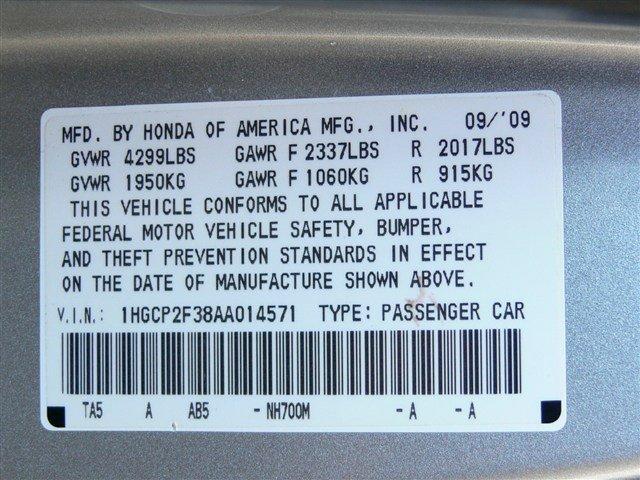 MFD. BY HONDA OF AMERICA MFG., INC. 09/'09
GVWR 4299LBS GAWR F 2337LBS R 2017LBS
GVWR 1950KG GAWR F 1060KG R 915KG
THIS VEHICLE CONFORMS TO ALL APPLICABLE
FEDERAL MOTOR VEHICLE SAFETY, BUMPER,
AND THEFT PREVENTION STANDARDS IN EFFECT
ON THE DATE OF MANUFACTURE SHOWN ABOVE.
V.I.N.: 1HGCP2F38AA014571 TYPE: PASSENGER CAR
TA5 A AB5 - NH700M - A - A